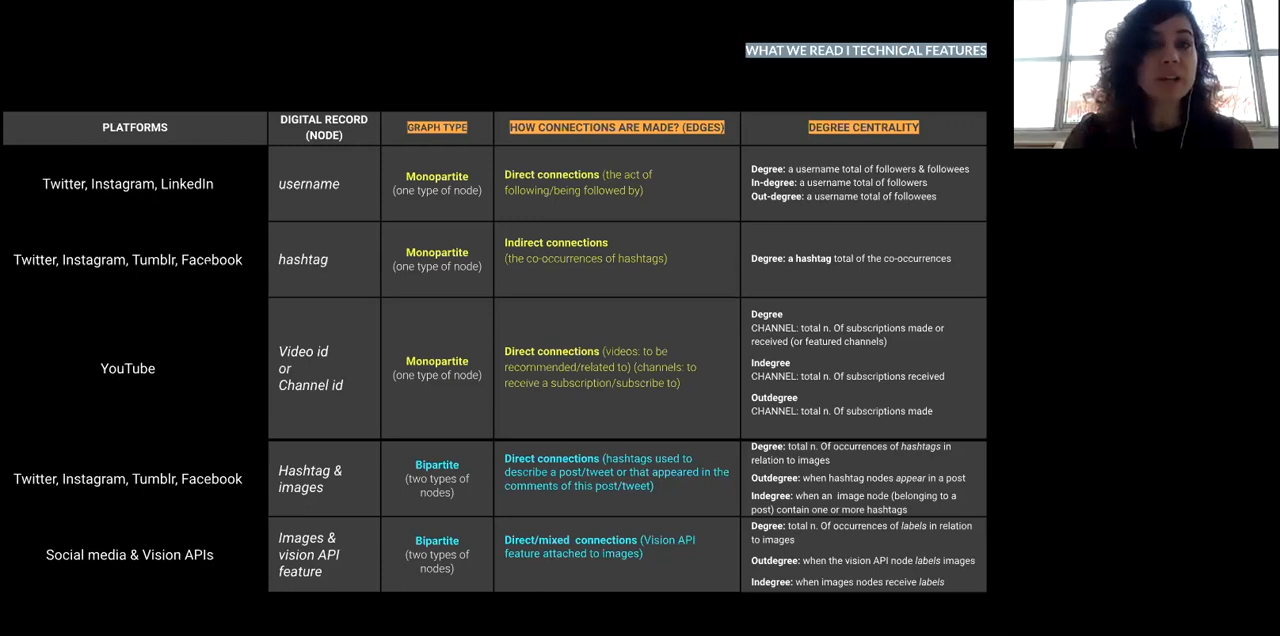 WHAT WE READ I TECHNICAL FEATURES
PLATFORMS
DIGITAL RECORD
(NODE)
GRAPH TYPE
HOW CONNECTIONS ARE MADE? (EDGES)
DEGREE CENTRALITY
Twitter, Instagram, LinkedIn
username
Monopartite
(one type of node)
Direct connections (the act of
following/being followed by)
Degree: a username total of followers & followees
In-degree: a username total of followers
Out-degree: a username total of followees
Twitter, Instagram, Tumblr, Facebook
hashtag
Monopartite
(one type of node)
Indirect connections
(the co-occurrences of hashtags)
Degree: a hashtag total of the co-occurrences
YouTube
Video id
or
Channel id
Monopartite
(one type of node)
Direct connections (videos: to be
recommended/related to) (channels: to
receive a subscription/subscribe to)
Degree
CHANNEL: total n. Of subscriptions made or
received (or featured channels)
Indegree
CHANNEL: total n. Of subscriptions received
Outdegree
CHANNEL: total n. Of subscriptions made
Twitter, Instagram, Tumblr, Facebook
Hashtag &
images
Bipartite
(two types of
nodes)
Direct connections (hashtags used to
describe a post/tweet or that appeared in the
comments of this post/tweet)
Degree: total n. Of occurrences of hashtags in
relation to images
Outdegree: when hashtag nodes appear in a post
Indegree: when an image node (belonging to a
post) contain one or more hashtags
Social media & Vision APIs
Images &
vision API
feature
Bipartite
(two types of
nodes)
Direct/mixed connections (Vision API
feature attached to images)
Degree: total n. Of occurrences of labels in relation
to images
Outdegree: when the vision API node labels images
Indegree: when images nodes receive labels